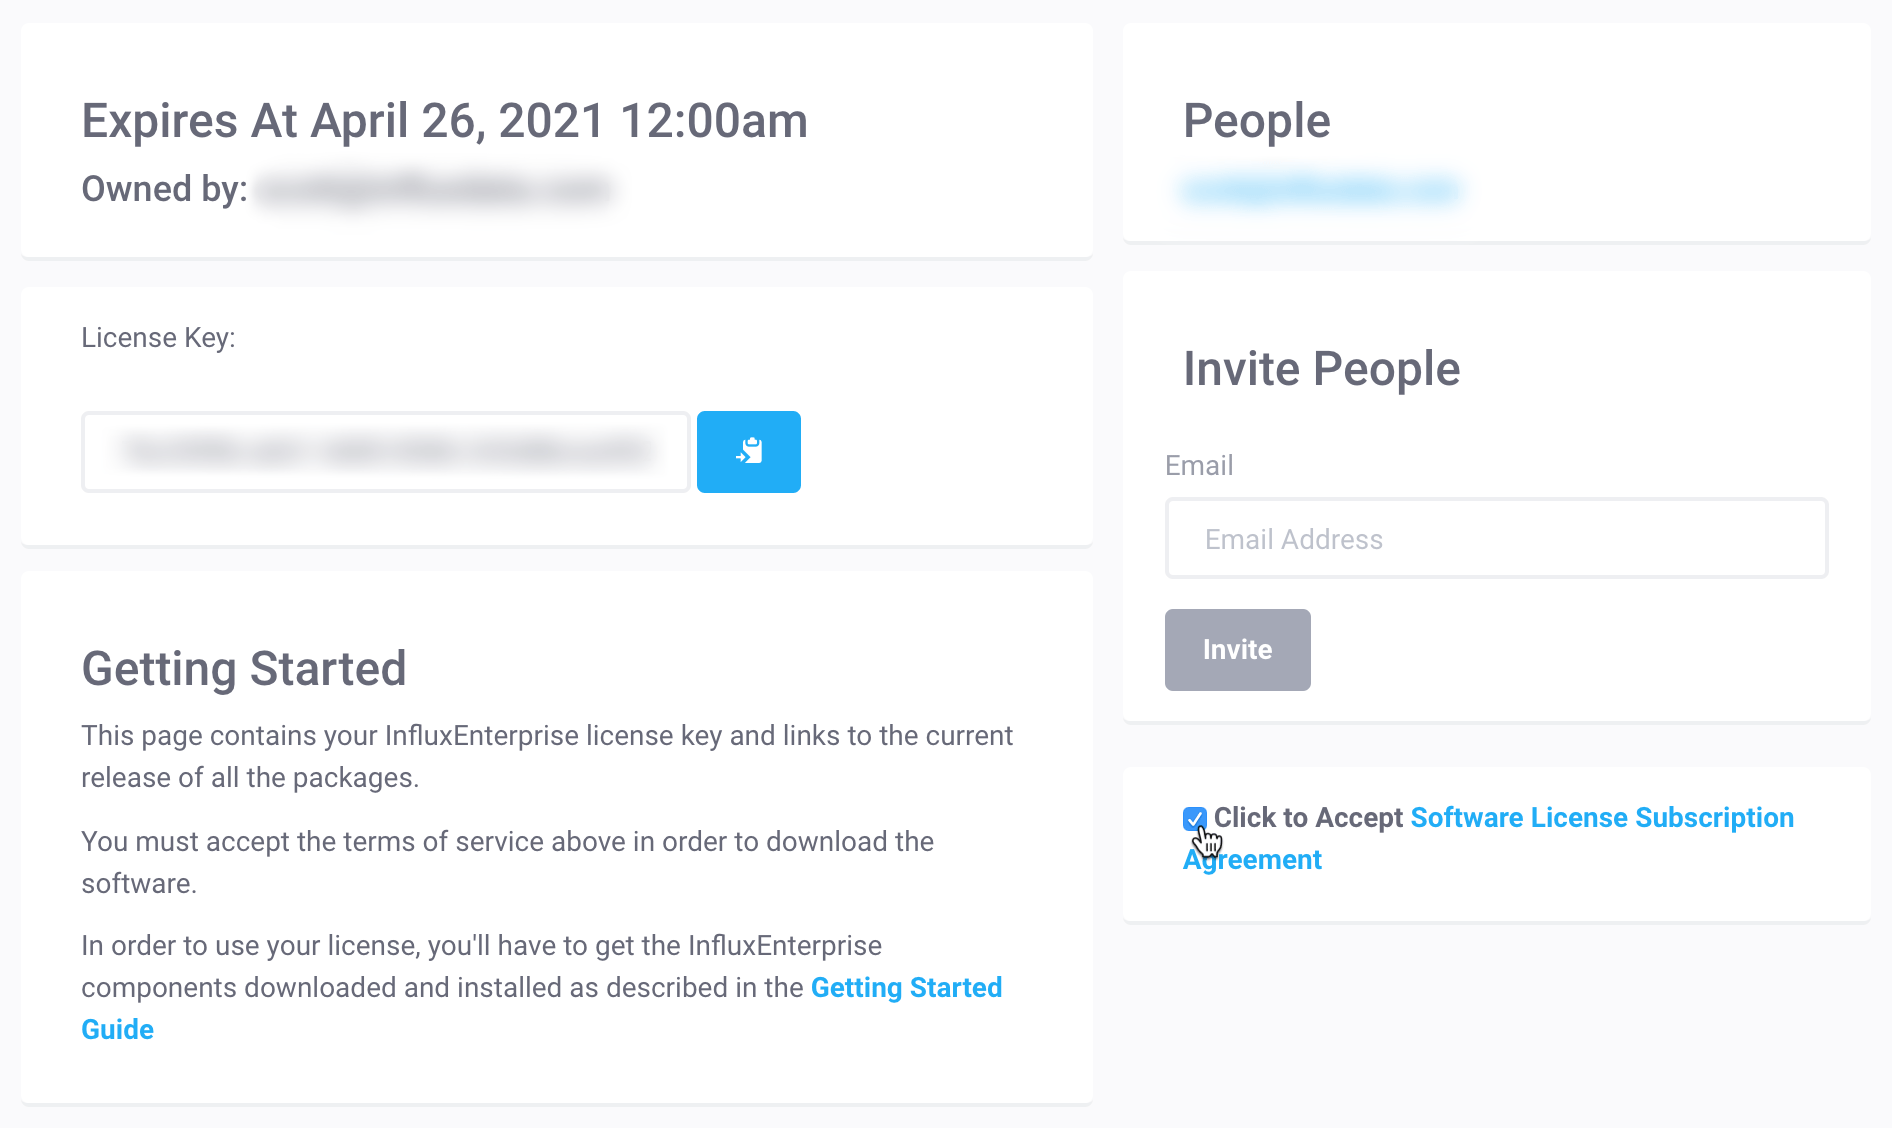 Expires At April 26, 2021 12:00am
Owned by:
License Key:
Getting Started
This page contains your InfluxEnterprise license key and links to the current
release of all the packages.
You must accept the terms of service above in order to download the
software.
In order to use your license, you'll have to get the InfluxEnterprise
components downloaded and installed as described in the Getting Started
Guide
People
Invite People
Email
Email Address
Invite
Click to Accept Software License Subscription
Agreement